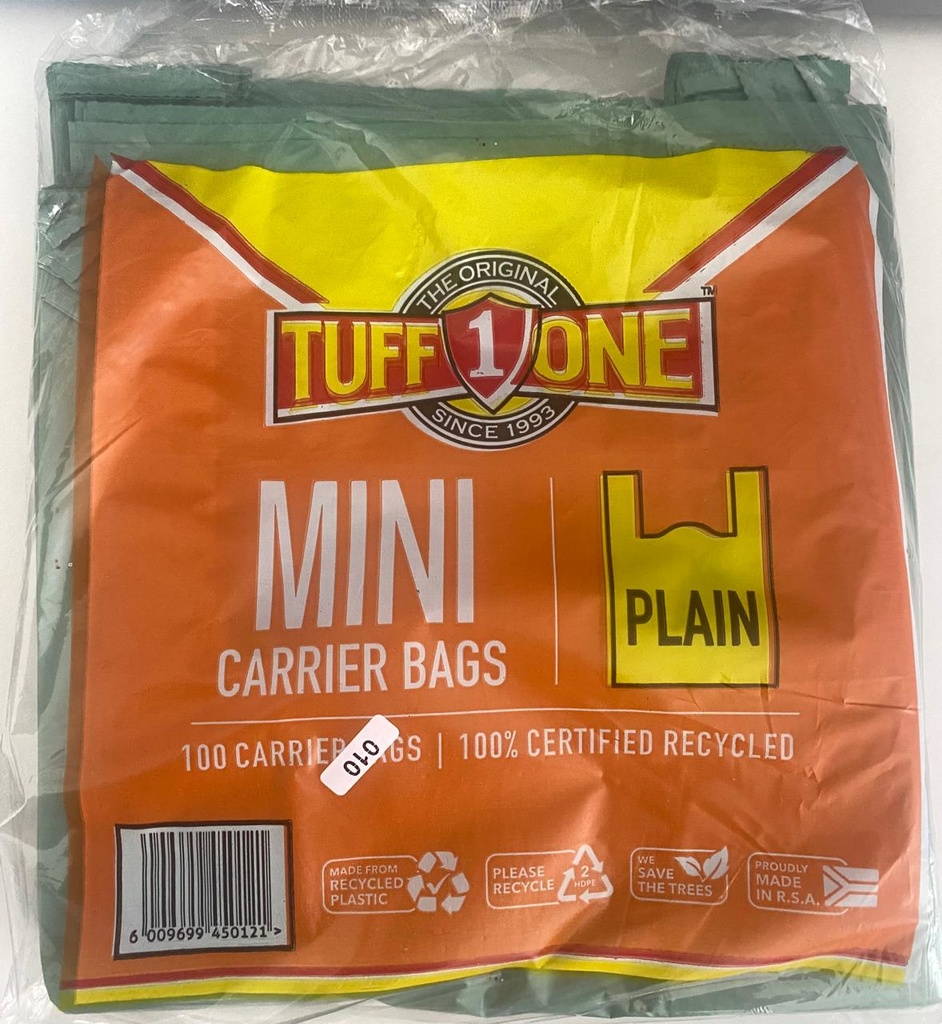 THE ORIGINAL
TUFF 1 ONE
TM
SINCE 1993
MINI
CARRIER BAGS
PLAIN
100 CARRIER BAGS | 100% CERTIFIED RECYCLED
010
6 009699 450121 >
MADE FROM
RECYCLED
PLASTIC
PLEASE
RECYCLE
2
HDPE
WE
SAVE
THE TREES
PROUDLY
MADE
IN R.S.A.